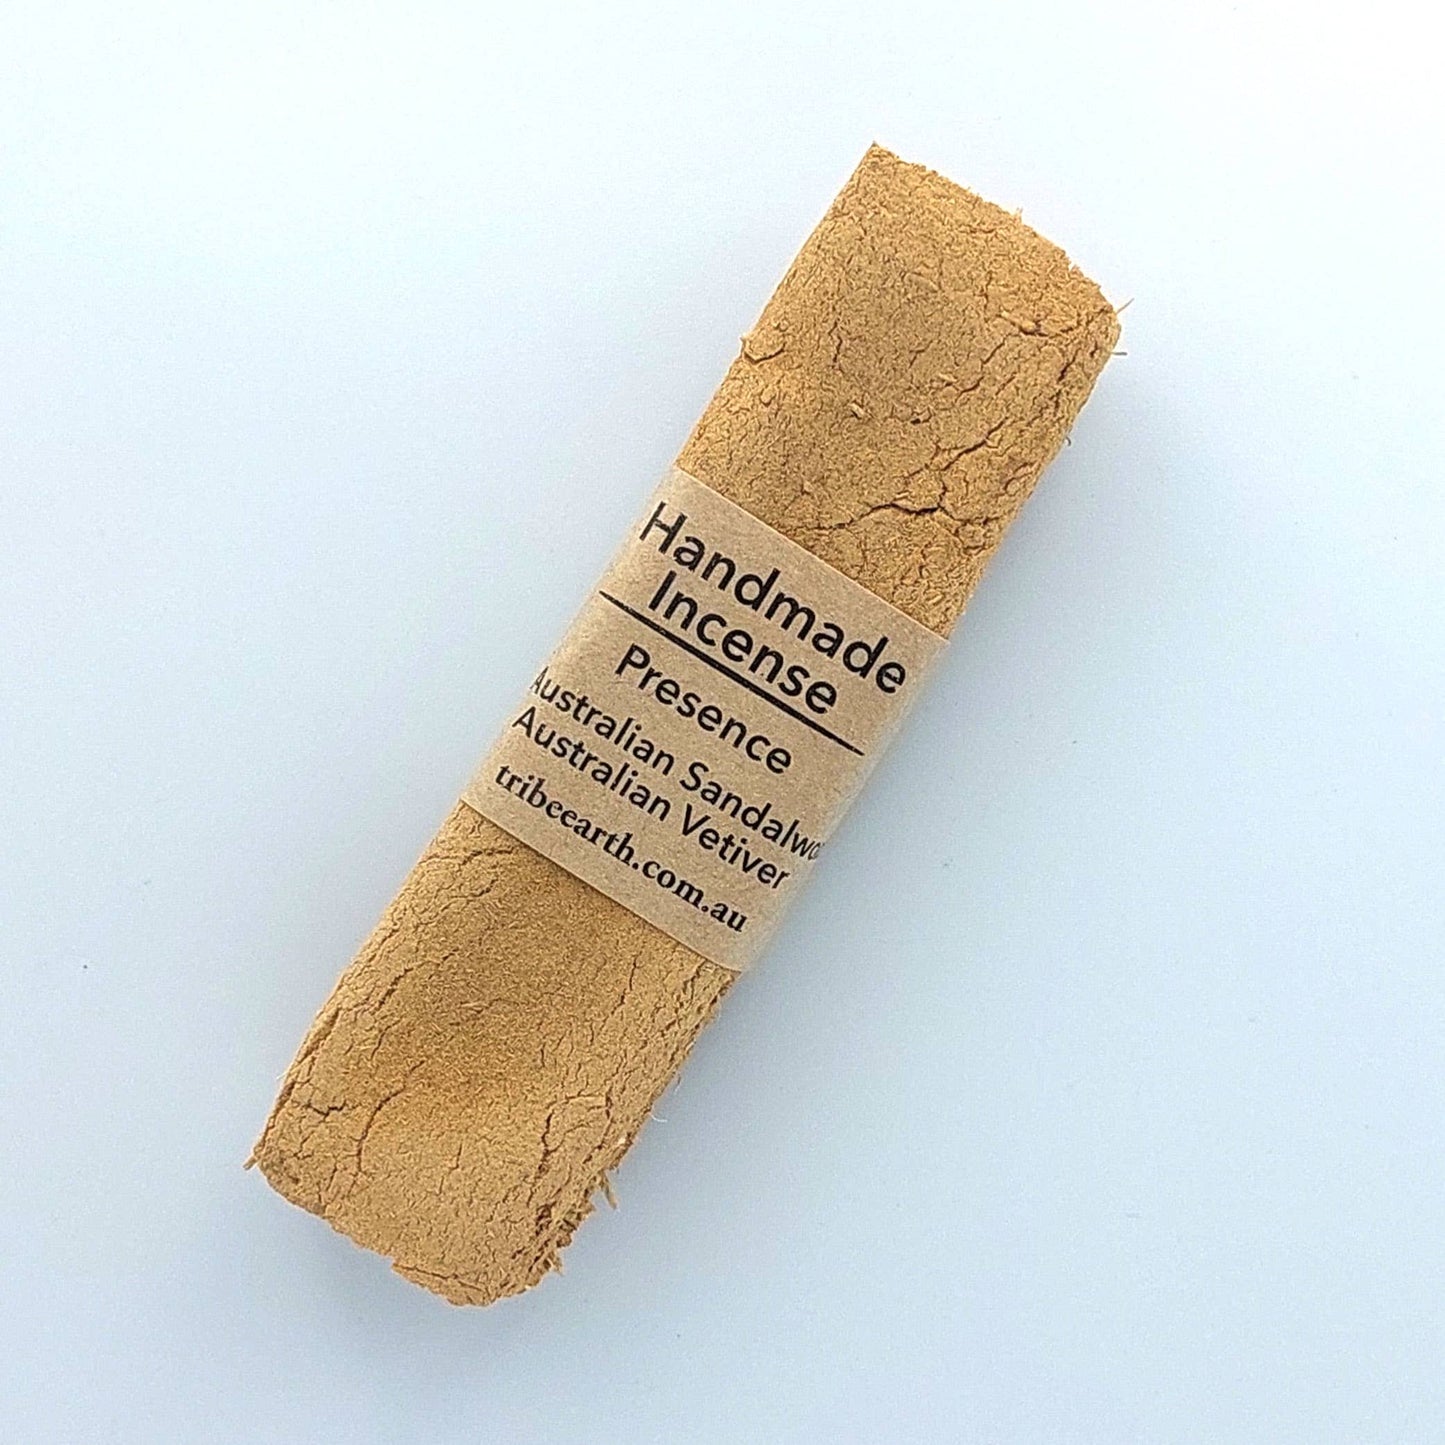 Handmade
Incense
Presence
Australian Sandalwo
Australian Vetiver
tribeearth.com.au